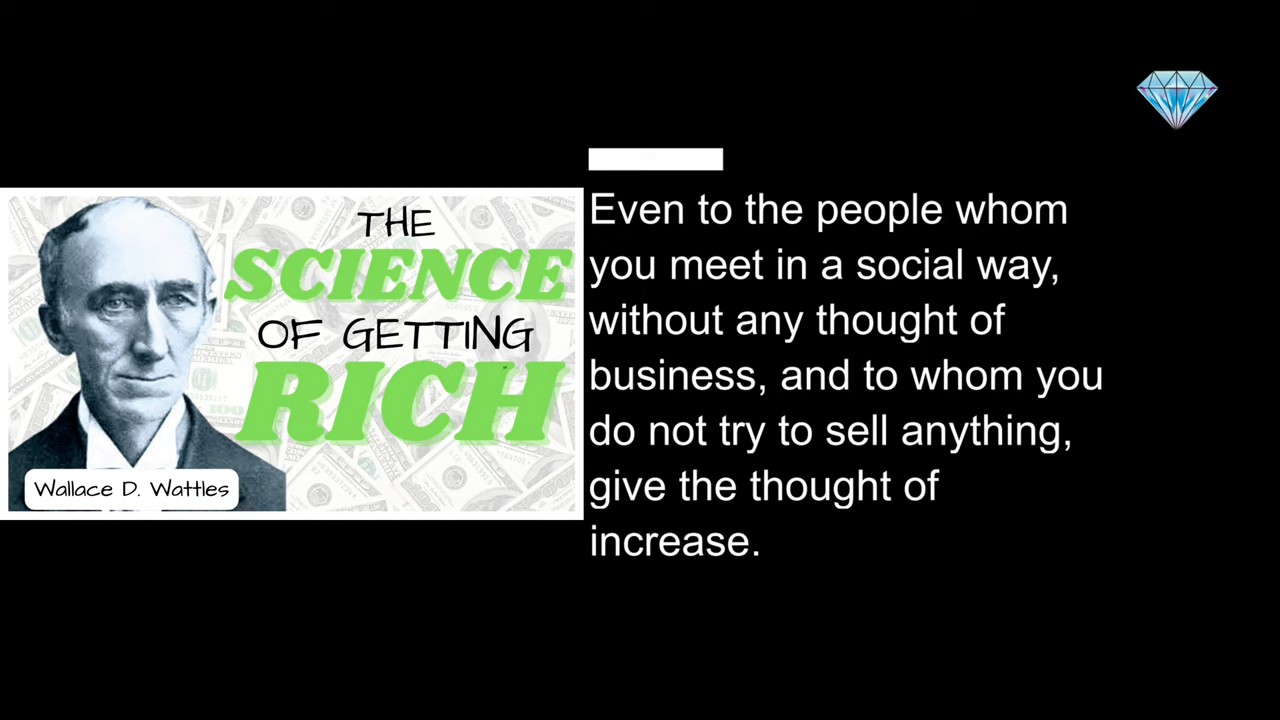 THE
SCIENCE
OF GETTING
RICH
Wallace D. Wattles
Even to the people whom
you meet in a social way,
without any thought of
business, and to whom you
do not try to sell anything,
give the thought of
increase.